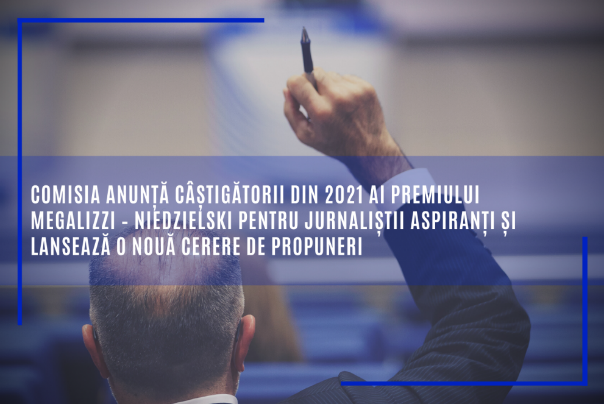 COMISIA ANUNȚĂ CÂȘTIGĂTORII DIN 2021 AI PREMIULUI
MEGALIZZI - NIEDZIELSKI PENTRU JURNALIȘTII ASPIRANȚI ȘI
LANSEAZĂ O NOUĂ CERERE DE PROPUNERI